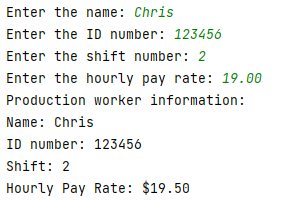 Enter the name: Chris
Enter the ID number: 123456
Enter the shift number: 2
Enter the hourly pay rate: 19.00
Production worker information:
Name: Chris
ID number: 123456
Shift: 2
Hourly Pay Rate: $19.50